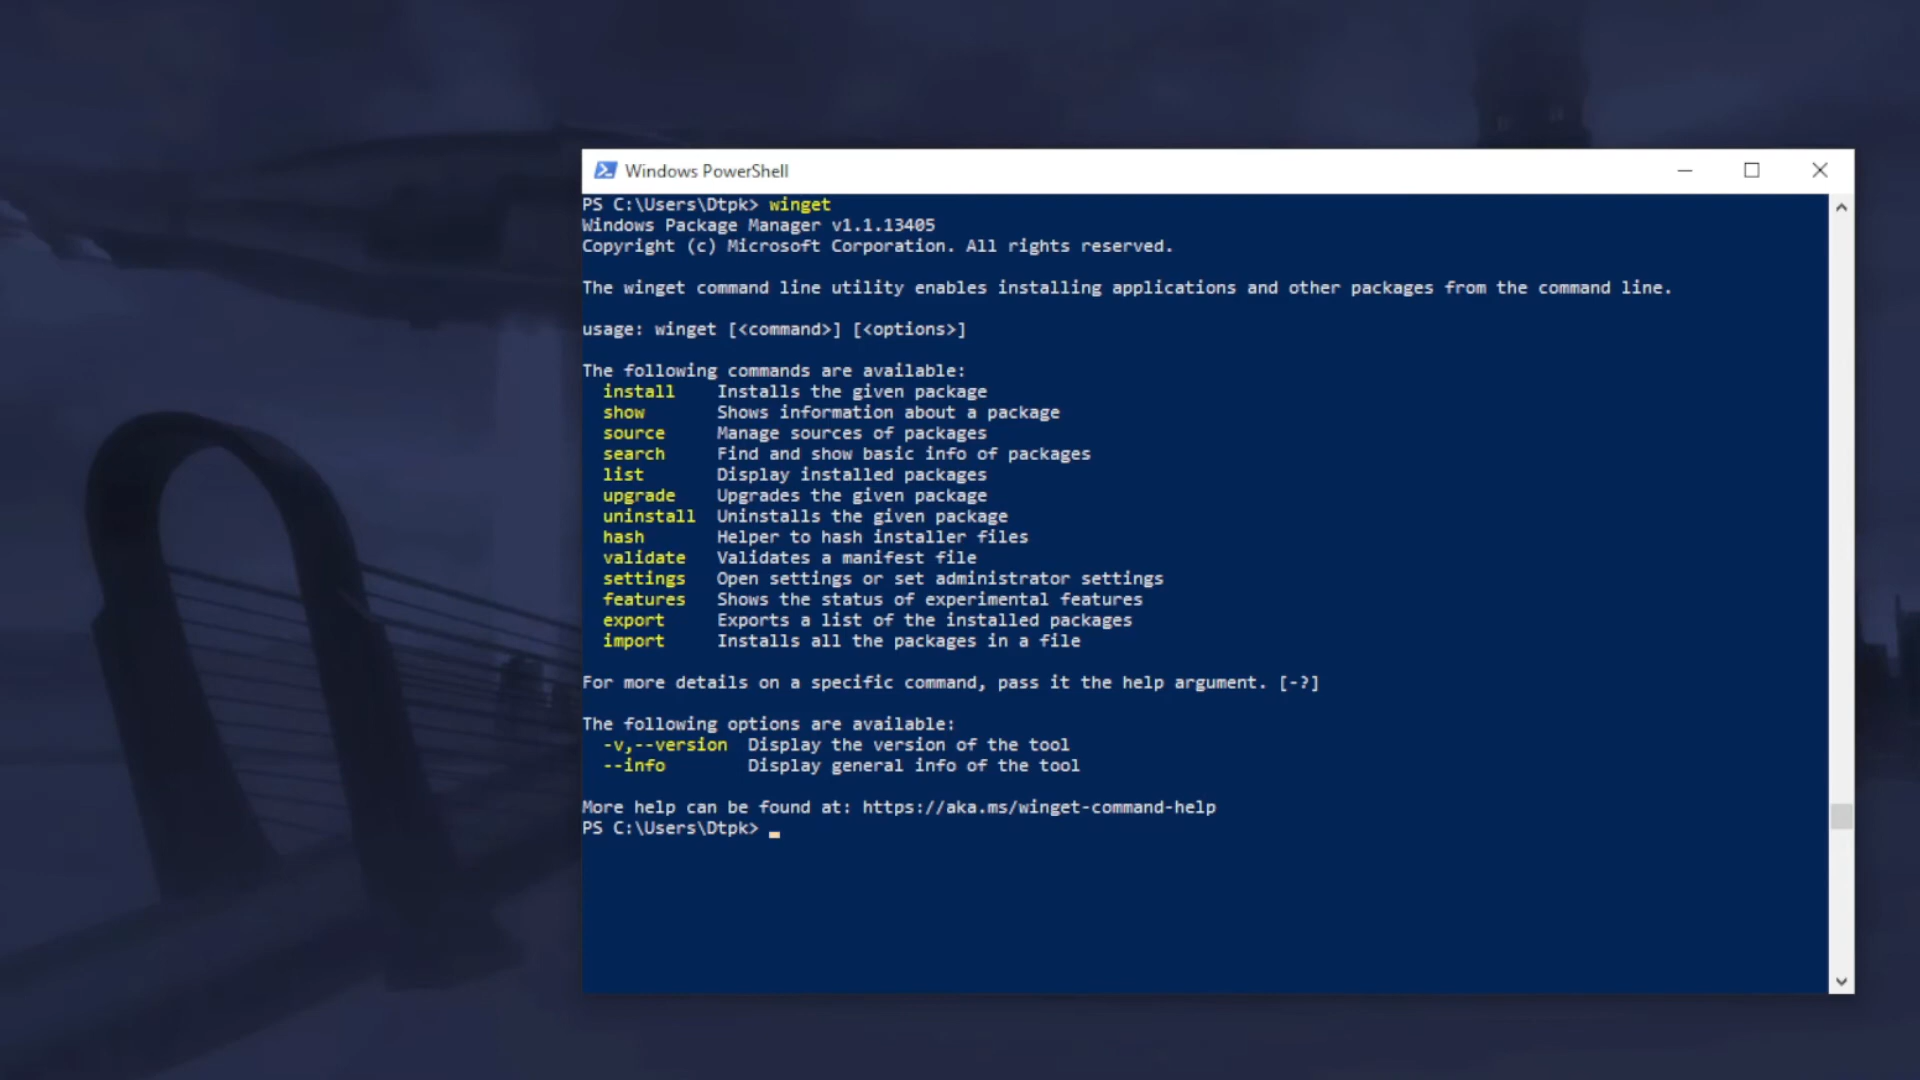 Windows PowerShell
PS C:\Users\Dtpk> winget
Windows Package Manager v1.1.13405
Copyright (c) Microsoft Corporation. All rights reserved.
The winget command line utility enables installing applications and other packages from the command line.
usage: winget [<command>] [<options>]
The following commands are available:
install Installs the given package
show Shows information about a package
source Manage sources of packages
search Find and show basic info of packages
list Display installed packages
upgrade Upgrades the given package
uninstall Uninstalls the given package
hash Helper to hash installer files
validate Validates a manifest file
settings Open settings or set administrator settings
features Shows the status of experimental features
export Exports a list of the installed packages
import Installs all the packages in a file
For more details on a specific command, pass it the help argument. [-?]
The following options are available:
-v,--version Display the version of the tool
--info Display general info of the tool
More help can be found at: https://aka.ms/winget-command-help
PS C:\Users\Dtpk>